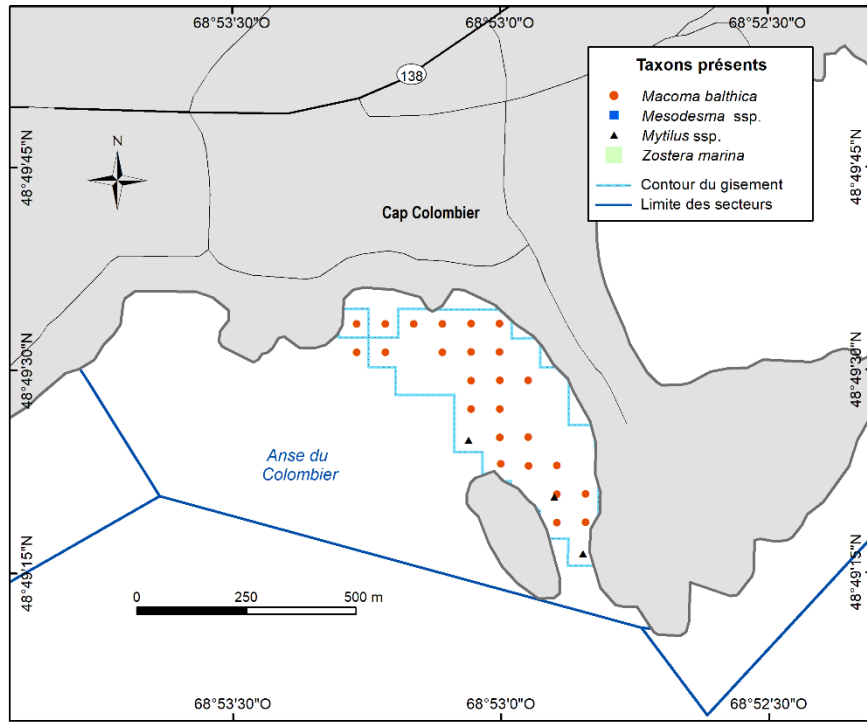 68°53'30"O 68°53'0"O 68°52'30"O
138
Taxons présents
Macoma balthica
Mesodesma ssp.
Mytilus ssp.
Zostera marina
Contour du gisement
Limite des secteurs
48°49'45"N
48°49'45"N
N
Cap Colombier
48°49'30"N
48°49'30"N
Anse du
Colombier
48°49'15"N
48°49'15"N
0 250 500 m
68°53'30"O 68°53'0"O 68°52'30"O